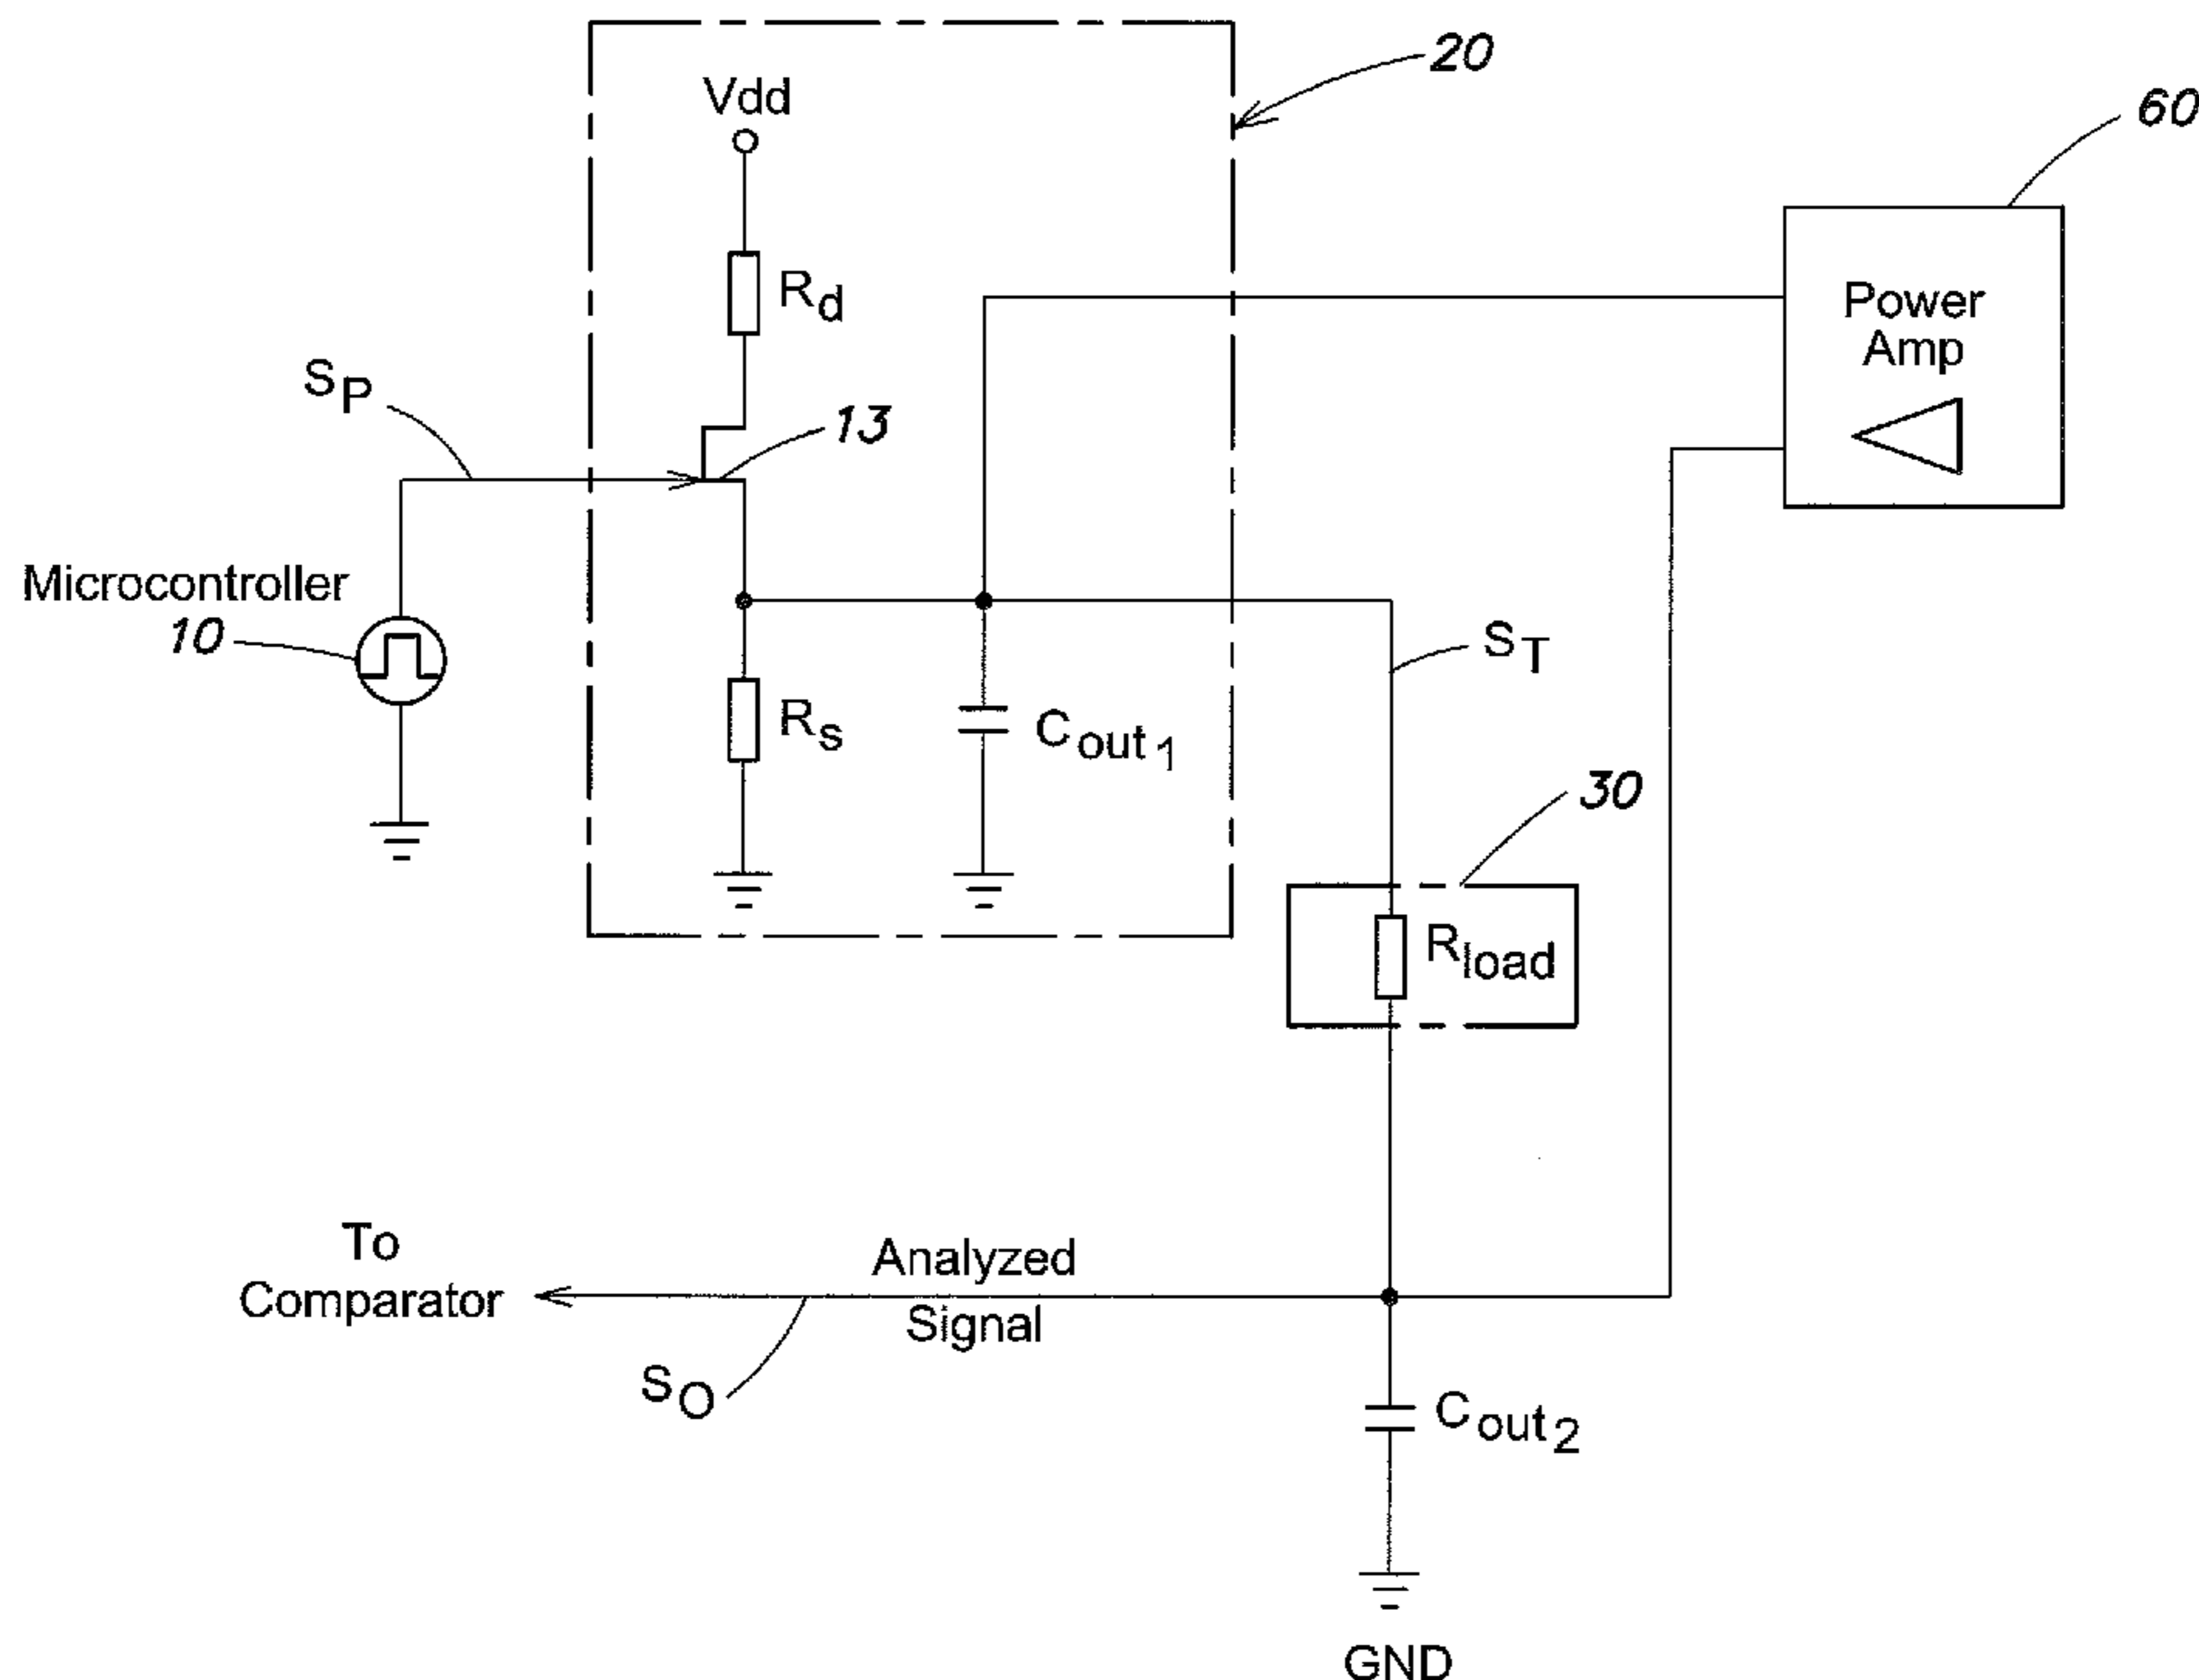 20
Vdd
60
Rd
Power
Amp
SP
13
Microcontroller
10
ST
Rs
Cout1
30
Rload
To
Comparator
Analyzed
Signal
SO
Cout2
GND